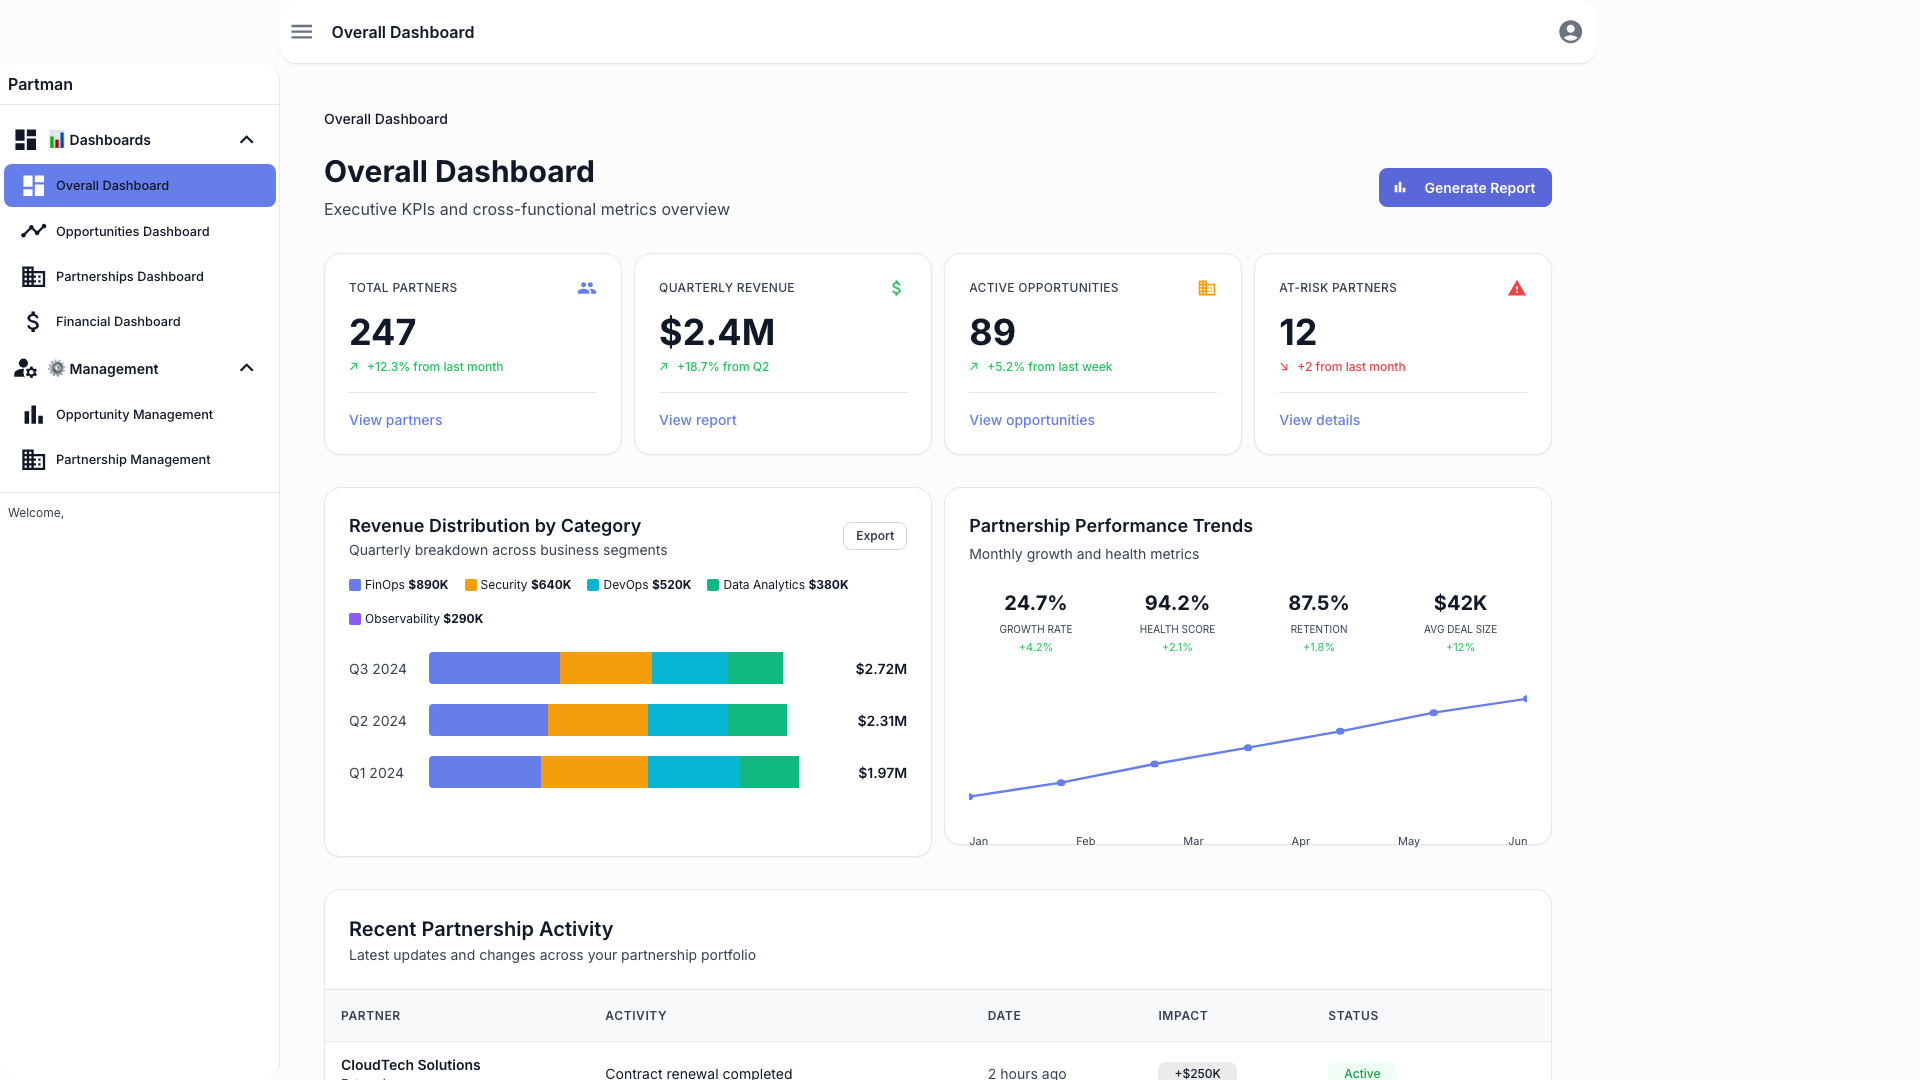 Overall Dashboard
Partman
Dashboards
Overall Dashboard
Opportunities Dashboard
Partnerships Dashboard
Financial Dashboard
Management
Opportunity Management
Partnership Management
Welcome,
Overall Dashboard
Overall Dashboard
Executive KPIs and cross-functional metrics overview
Generate Report
TOTAL PARTNERS
247
+12.3% from last month
View partners
QUARTERLY REVENUE
$2.4M
+18.7% from Q2
View report
ACTIVE OPPORTUNITIES
89
+5.2% from last week
View opportunities
AT-RISK PARTNERS
12
+2 from last month
View details
Revenue Distribution by Category
Quarterly breakdown across business segments
Export
FinOps $890K Security $640K DevOps $520K Data Analytics $380K
Observability $290K
Q3 2024 $2.72M
Q2 2024 $2.31M
Q1 2024 $1.97M
Partnership Performance Trends
Monthly growth and health metrics
24.7% 94.2% 87.5% $42K
GROWTH RATE HEALTH SCORE RETENTION AVG DEAL SIZE
+4.2% +2.1% +1.8% +12%
Jan Feb Mar Apr May Jun
Recent Partnership Activity
Latest updates and changes across your partnership portfolio
PARTNER ACTIVITY DATE IMPACT STATUS
CloudTech Solutions
Contract renewal completed 2 hours ago +$250K Active